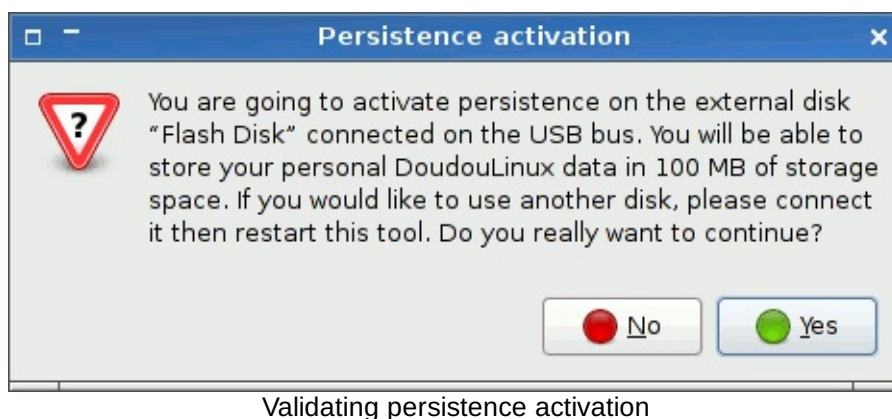 Persistence activation
?
You are going to activate persistence on the external disk
“Flash Disk” connected on the USB bus. You will be able to
store your personal DoudouLinux data in 100 MB of storage
space. If you would like to use another disk, please connect
it then restart this tool. Do you really want to continue?
No
Yes
Validating persistence activation